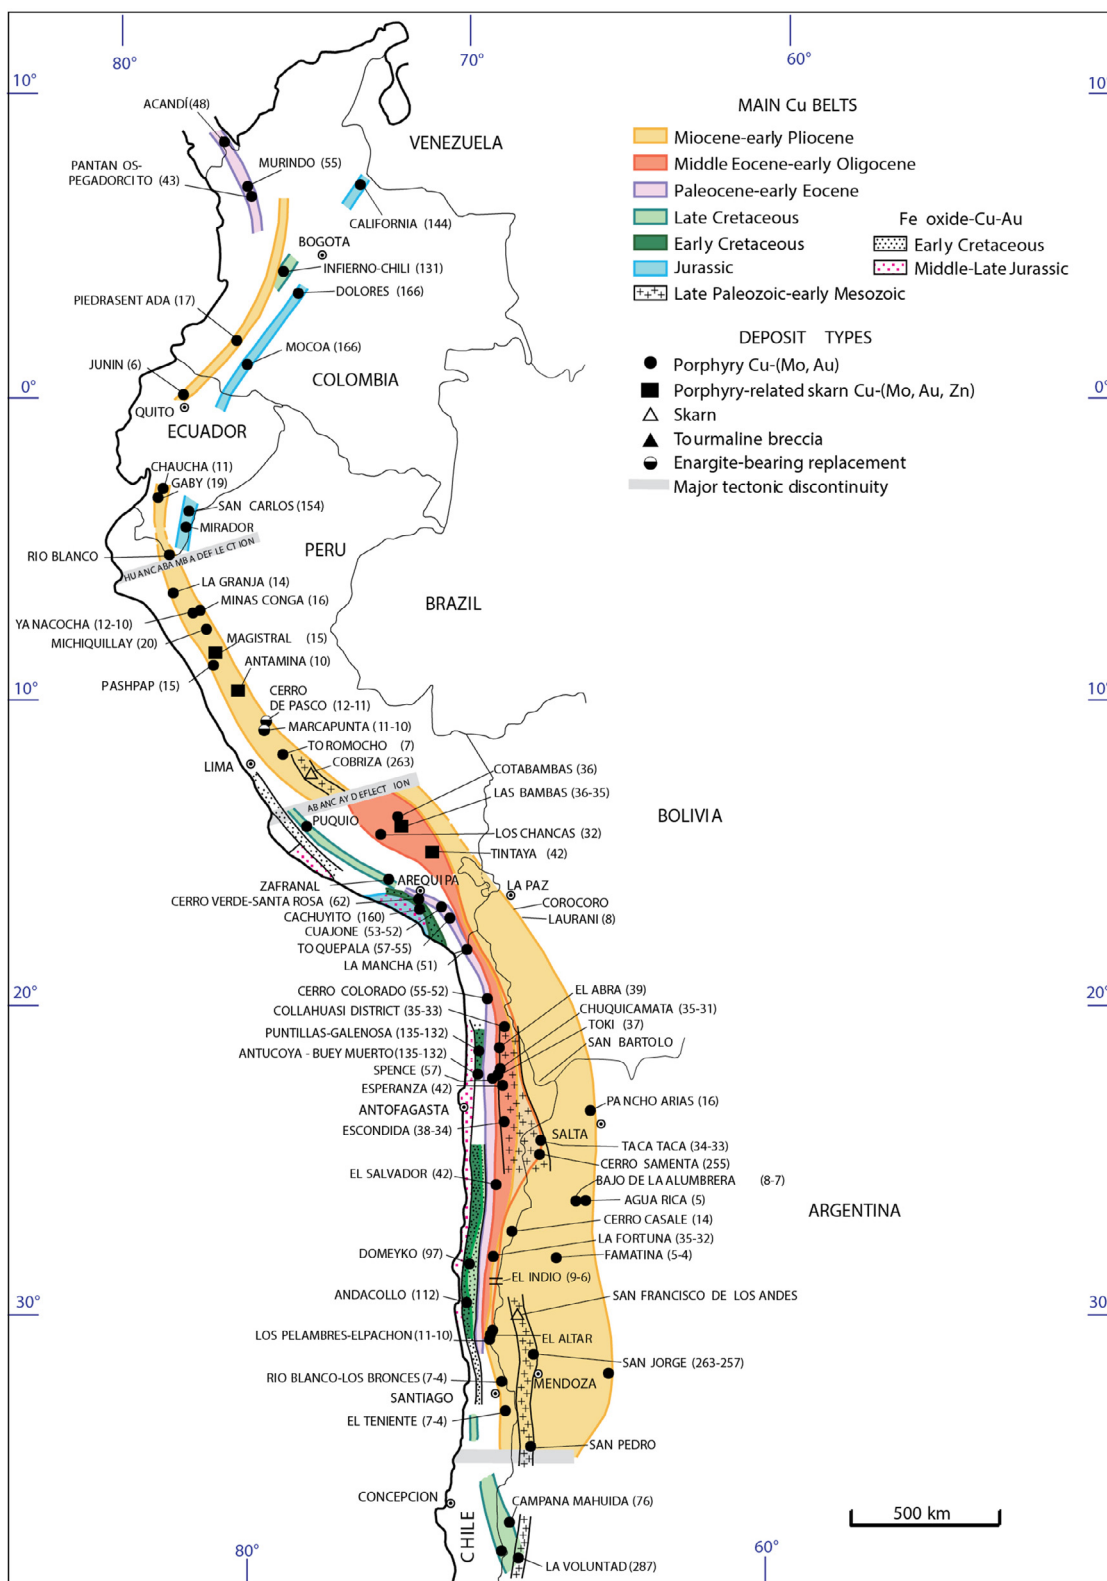 80°
70°
60°
10°
10°
ACANDÍ(48)
VENEZUELA
PANTAN OS-
PEGADORCITO (43)
MURINDO (55)
CALIFORNIA (144)
BOGOTA
INFIERNO-CHILI (131)
DOLORES (166)
PIEDRASENT ADA (17)
MOCOA (166)
JUNIN (6)
COLOMBIA
0°
0°
QUITO
ECUADOR
MAIN Cu BELTS
Miocene-early Pliocene
Middle Eocene-early Oligocene
Paleocene-early Eocene
Late Cretaceous
Early Cretaceous
Jurassic
Late Paleozoic-early Mesozoic
Fe oxide-Cu-Au
Early Cretaceous
Middle-Late Jurassic
DEPOSIT TYPES
Porphyry Cu-(Mo, Au)
Porphyry-related skarn Cu-(Mo, Au, Zn)
Skarn
Tourmaline breccia
Enargite-bearing replacement
Major tectonic discontinuity
CHAUCHA (11)
GABY (19)
SAN CARLOS (154)
MIRADOR
RIO BLANCO
HUANCABAMBA DEFLECTION
PERU
BRAZIL
LA GRANJA (14)
MINAS CONGA (16)
YANACOCHA (12-10)
MICHIQUILLAY (20)
MAGISTRAL (15)
ANTAMINA (10)
PASHPAP (15)
10°
10°
CERRO
DE PASCO (12-11)
MARCAPUNTA (11-10)
TOROMOCHO (7)
COBRIZA (263)
LIMA
ABANCAY DEFLECTION
COTABAMBAS (36)
LAS BAMBAS (36-35)
BOLIVIA
PUQUIO
LOS CHANCAS (32)
TINTAYA (42)
ZAFRANAL
AREQUIPA
LA PAZ
CERRO VERDE-SANTA ROSA (62)
COROCORO
CACHUYITO (160)
LAURANI (8)
CUAJONE (53-52)
TOQUEPALA (57-55)
LA MANCHA (51)
CERRO COLORADO (55-52)
EL ABRA (39)
20°
20°
COLLAHUASI DISTRICT (35-33)
CHUQUICAMATA (35-31)
PUNTILLAS-GALENOSA (135-132)
TOKI (37)
ANTUCOYA - BUEY MUERTO(135-132)
SAN BARTOLO
SPENCE (57)
ESPERANZA (42)
ANTOFAGASTA
PANCHO ARIAS (16)
ESCONDIDA (38-34)
SALTA
TACA TACA (34-33)
CERRO SAMENTA (255)
EL SALVADOR (42)
BAJO DE LA ALUMBRERA (8-7)
AGUA RICA (5)
ARGENTINA
CERRO CASALE (14)
LA FORTUNA (35-32)
DOMEYKO (97)
FAMATINA (5-4)
EL INDIO (9-6)
ANDACOLLO (112)
SAN FRANCISCO DE LOS ANDES
30°
30°
LOS PELAMBRES-ELPACHON (11-10)
EL ALTAR
SAN JORGE (263-257)
RIO BLANCO-LOS BRONCES (7-4)
MENDOZA
SANTIAGO
EL TENIENTE (7-4)
SAN PEDRO
CONCEPCION
CAMPANA MAHUIDA (76)
500 km
CHILE
LA VOLUNTAD(287)
80°
60°